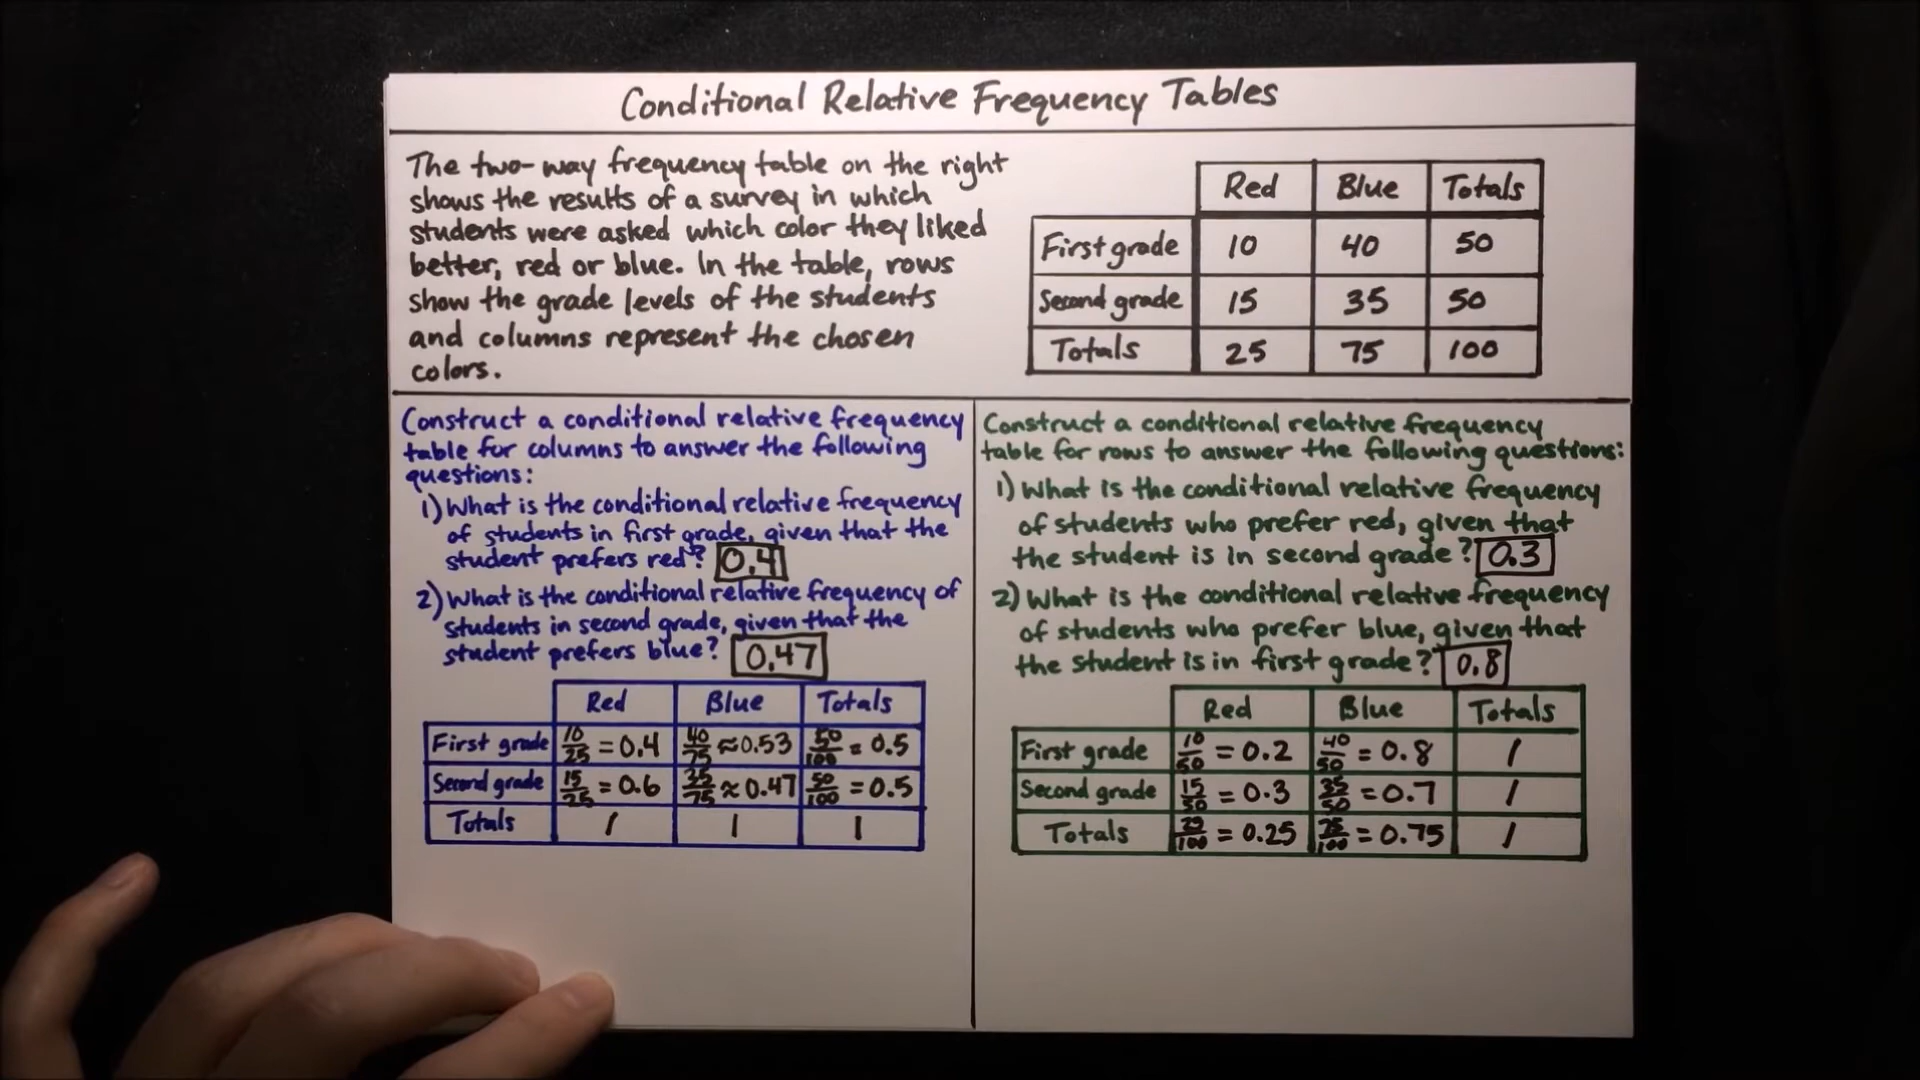 Conditional Relative Frequency Tables
The two-way frequency table on the right
shows the results of a survey in which
students were asked which color they liked
better, red or blue. In the table, rows
show the grade levels of the students
and columns represent the chosen
colors.
Red Blue Totals
First grade 10 40 50
Second grade 15 35 50
Totals 25 75 100
Construct a conditional relative frequency
table for columns to answer the following
questions:
1) What is the conditional relative frequency
of students in first grade, given that the
student prefers red? 0.4
2) What is the conditional relative frequency of
students in second grade, given that the
student prefers blue? 0.47
Red Blue Totals
First grade 10/25 = 0.4 40/75 ≈ 0.53 50/100 = 0.5
Second grade 15/25 = 0.6 35/75 ≈ 0.47 50/100 = 0.5
Totals 1 1 1
Construct a conditional relative frequency
table for rows to answer the following questions:
1) What is the conditional relative frequency
of students who prefer red, given that
the student is in second grade? 0.3
2) What is the conditional relative frequency
of students who prefer blue, given that
the student is in first grade? 0.8
Red Blue Totals
First grade 10/50 = 0.2 40/50 = 0.8 1
Second grade 15/50 = 0.3 35/50 = 0.7 1
Totals 25/100 = 0.25 75/100 = 0.75 1